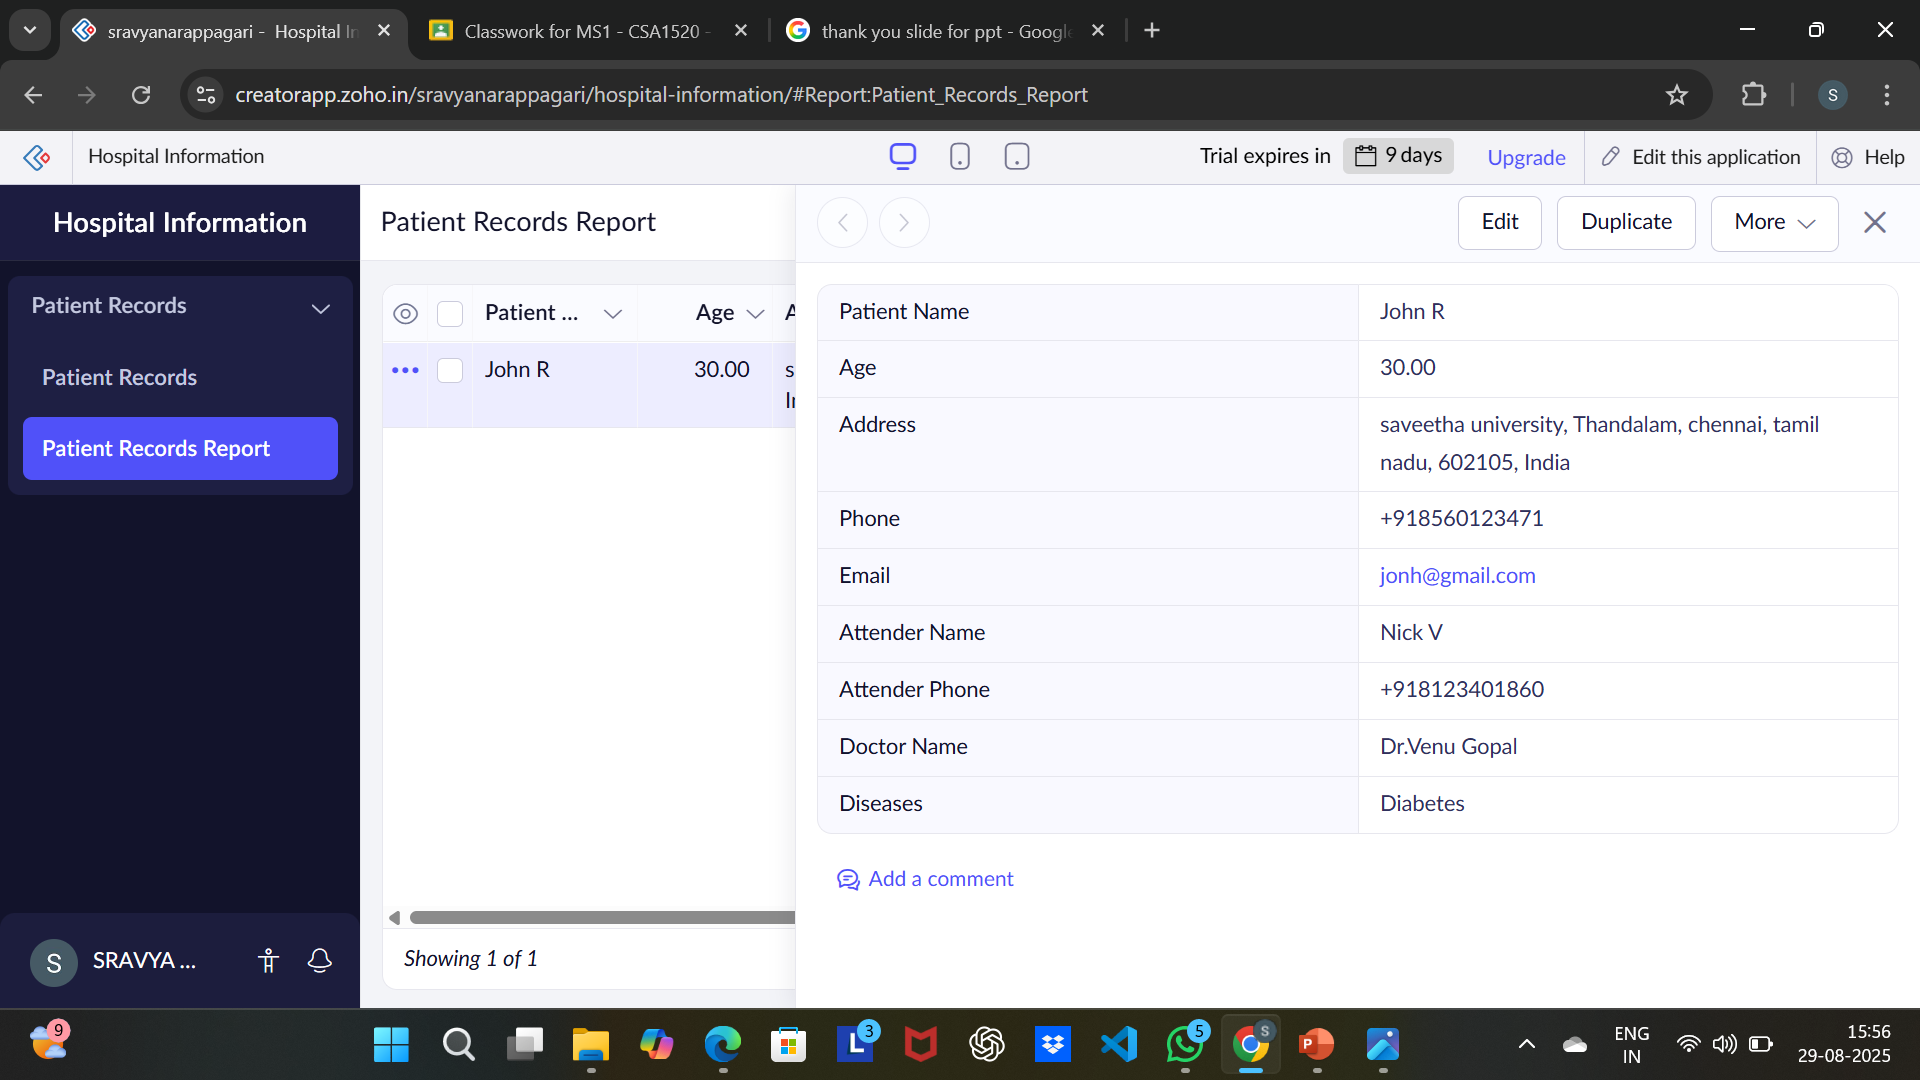 sravyanarappagari - Hospital In
Classwork for MS1 - CSA1520 -
thank you slide for ppt - Google
creatorapp.zoho.in/sravyanarappagari/hospital-information/#Report:Patient_Records_Report
S
Hospital Information
Trial expires in 9 days
Upgrade
Edit this application
Help
Hospital Information
Patient Records
Patient Records
Patient Records Report
SRAVYA ...
S
Patient Records Report
Patient ... Age A
John R 30.00 s
In
Showing 1 of 1
Edit
Duplicate
More
Patient Name John R
Age 30.00
Address saveetha university, Thandalam, chennai, tamil
nadu, 602105, India
Phone +918560123471
Email jonh@gmail.com
Attender Name Nick V
Attender Phone +918123401860
Doctor Name Dr.Venu Gopal
Diseases Diabetes
Add a comment
9
L 3
5
S
P
ENG
IN
15:56
29-08-2025